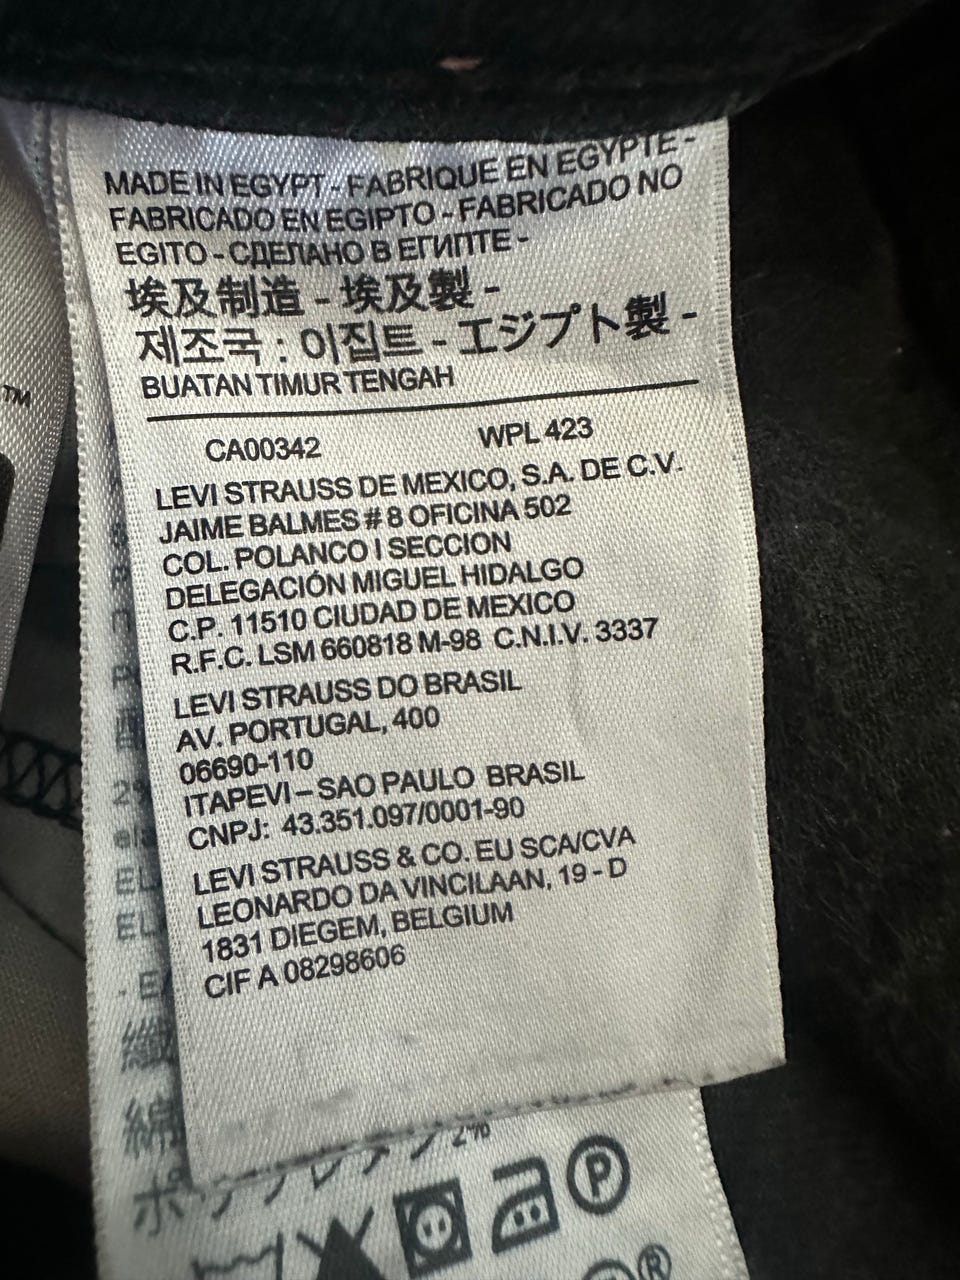 MADE IN EGYPT - FABRIQUE EN EGYPTE -
FABRICADO EN EGIPTO - FABRICADO NO
EGITO - СДЕЛАНО В ЕГИПТЕ -
埃及制造 - 埃及製 -
제조국 : 이집트 - エジプト製 -
BUATAN TIMUR TENGAH
CA00342 WPL 423
LEVI STRAUSS DE MEXICO, S.A. DE C.V.
JAIME BALMES # 8 OFICINA 502
COL. POLANCO I SECCION
DELEGACIÓN MIGUEL HIDALGO
C.P. 11510 CIUDAD DE MEXICO
R.F.C. LSM 660818 M-98 C.N.I.V. 3337
LEVI STRAUSS DO BRASIL
AV. PORTUGAL, 400
06690-110
ITAPEVI – SAO PAULO BRASIL
CNPJ: 43.351.097/0001-90
LEVI STRAUSS & CO. EU SCA/CVA
LEONARDO DA VINCILAAN, 19 - D
1831 DIEGEM, BELGIUM
CIF A 08298606
2%
P
®
TM